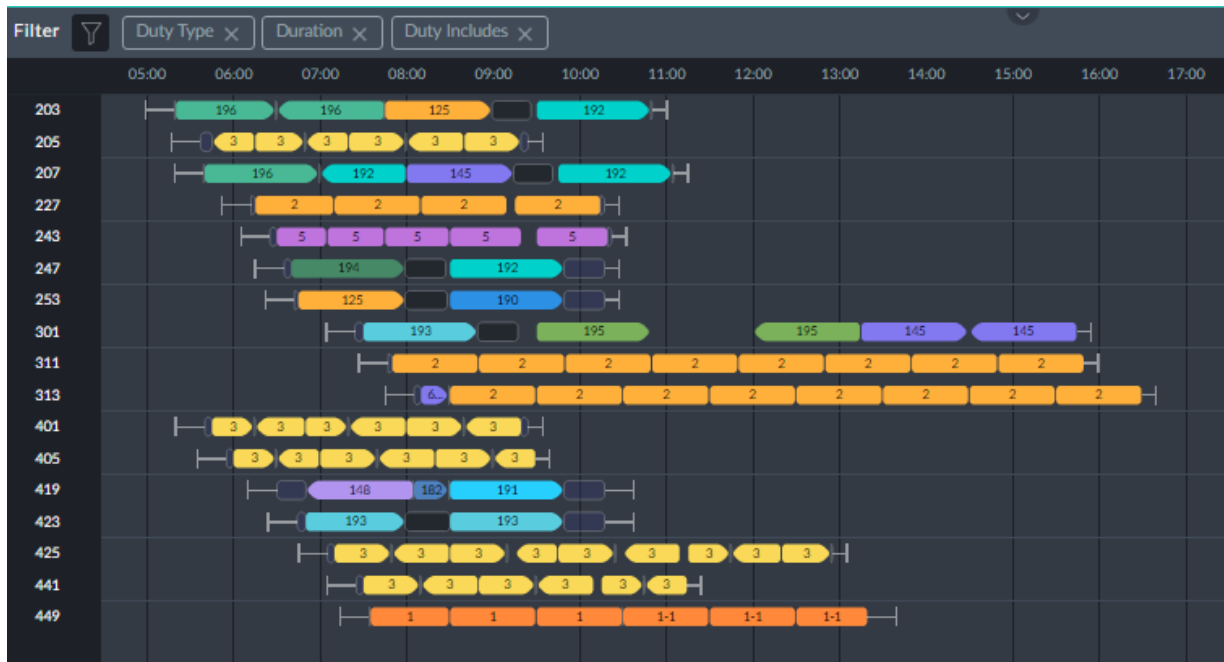 Filter Duty Type × Duration × Duty Includes ×
05:00 06:00 07:00 08:00 09:00 10:00 11:00 12:00 13:00 14:00 15:00 16:00 17:00
203 196 196 125 192
205 3 3 3 3 3 3
207 196 192 145 192
227 2 2 2 2
243 5 5 5 5 5
247 194 192
253 125 190
301 193 195 195 145 145
311 2 2 2 2 2 2 2 2
313 6... 2 2 2 2 2 2 2 2
401 3 3 3 3 3 3
405 3 3 3 3 3 3
419 148 182 191
423 193 193
425 3 3 3 3 3 3 3 3 3
441 3 3 3 3 3 3
449 1 1 1 1-1 1-1 1-1